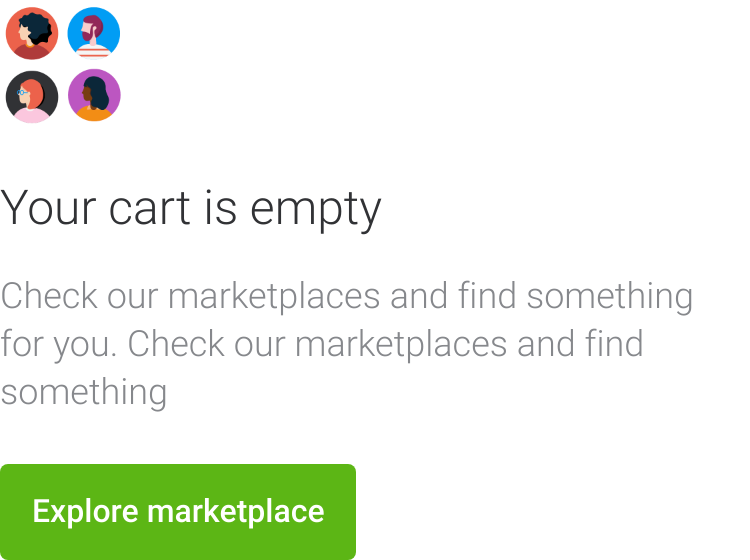 Your cart is empty
Check our marketplaces and find something
for you. Check our marketplaces and find
something
Explore marketplace